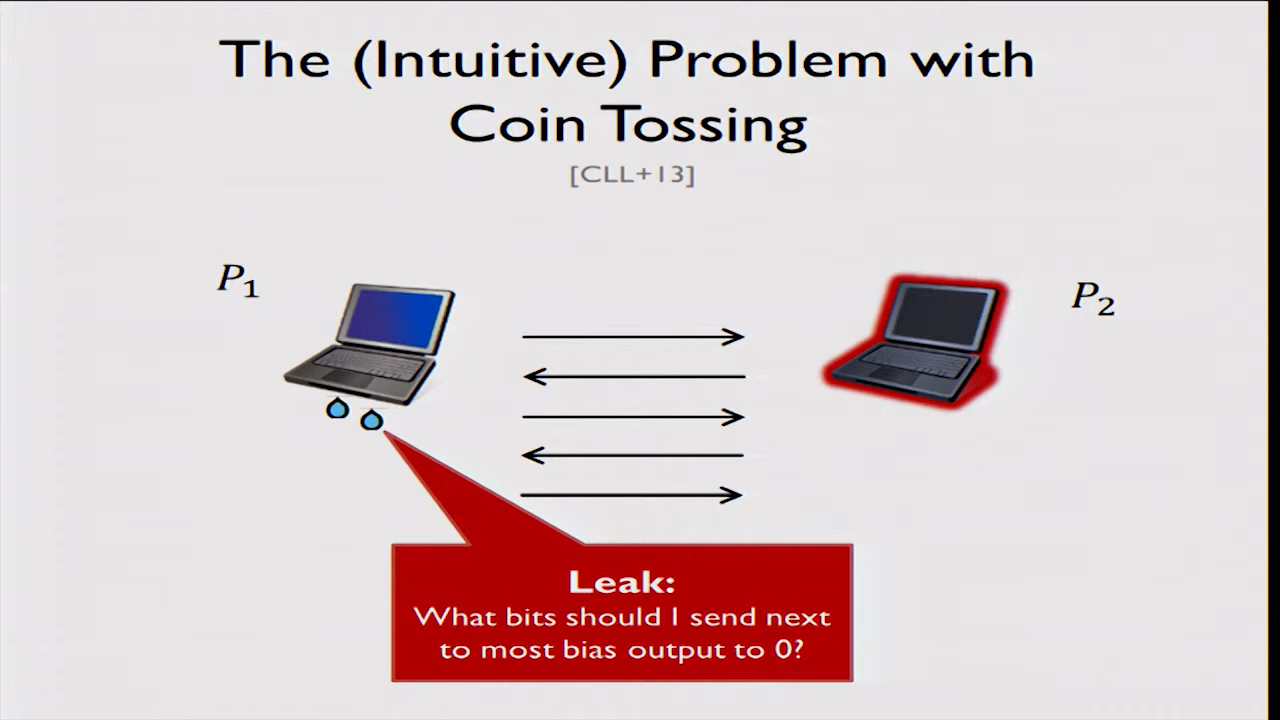 The (Intuitive) Problem with
Coin Tossing
[CLL+13]
P₁
P₂
Leak:
What bits should I send next
to most bias output to 0?